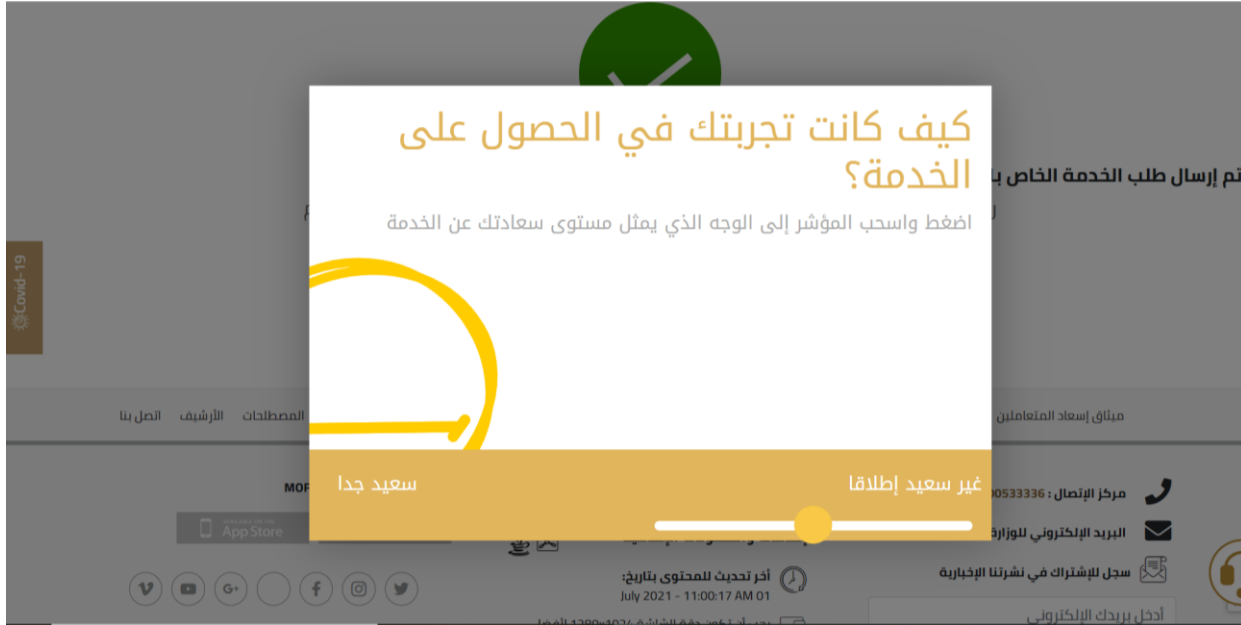 كيف كانت تجربتك في الحصول على
الخدمة؟
اضغط واسحب المؤشر إلى الوجه الذي يمثل مستوى سعادتك عن الخدمة
غير سعيد إطلاقا
سعيد جدا
تم إرسال طلب الخدمة الخاص
Covid-19
ميثاق إسعاد المتعاملين
المصطلحات
الأرشيف
اتصل بنا
مركز الإتصال : 00533336
البريد الإلكتروني للوزارة
سجل للإشتراك في نشرتنا الإخبارية
أدخل بريدك الإلكتروني
أخر تحديث للمحتوى بتاريخ:
July 2021 - 11:00:17 AM 01
App Store